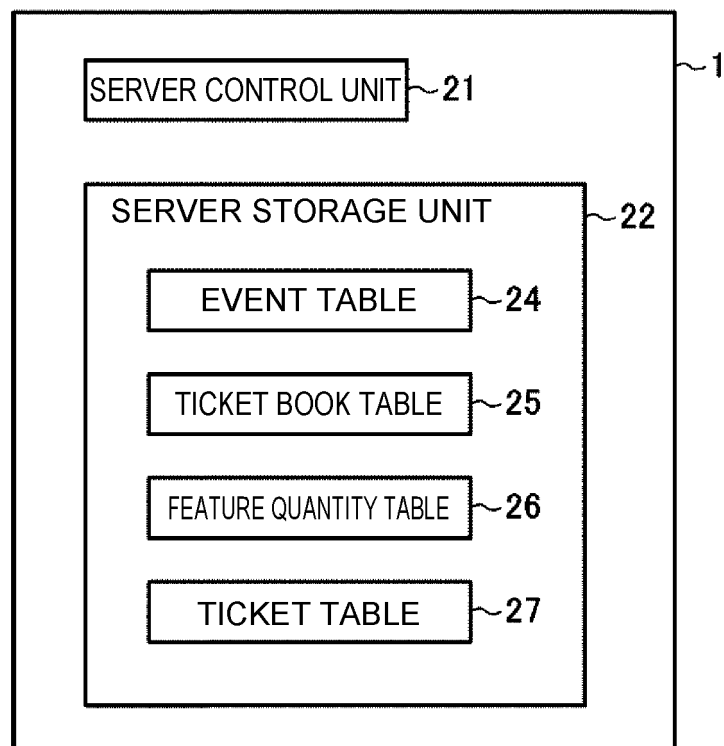 1
SERVER CONTROL UNIT 21
SERVER STORAGE UNIT 22
EVENT TABLE 24
TICKET BOOK TABLE 25
FEATURE QUANTITY TABLE 26
TICKET TABLE 27